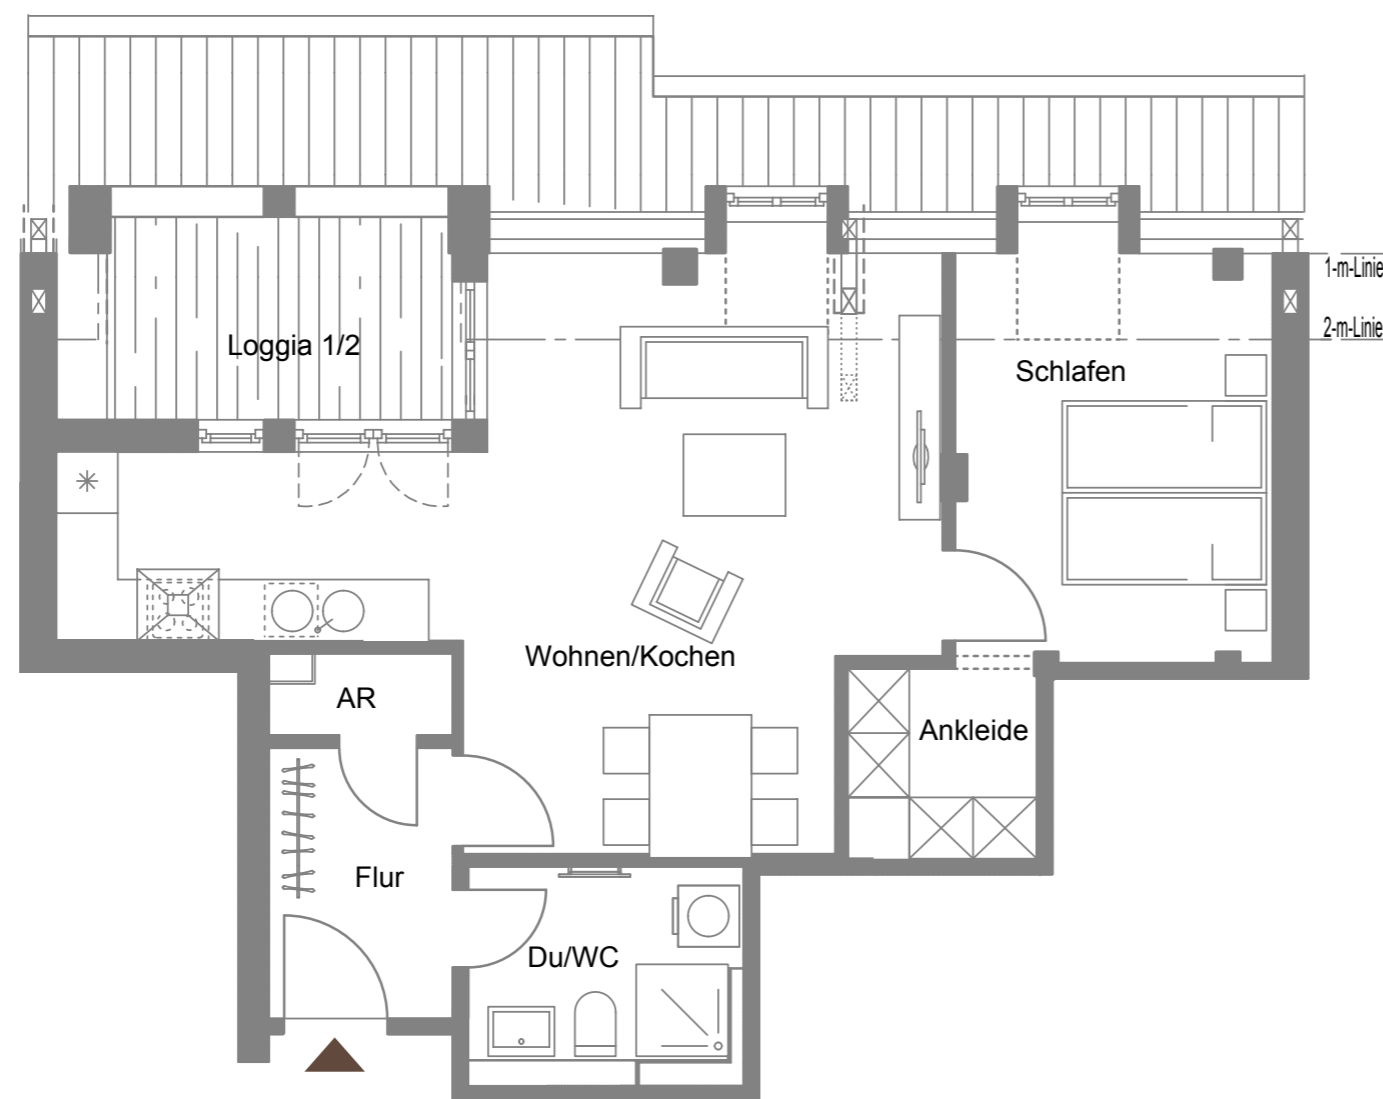 1-m-Linie
2-m-Linie
Loggia 1/2
Schlafen
Wohnen/Kochen
AR
Ankleide
Flur
Du/WC